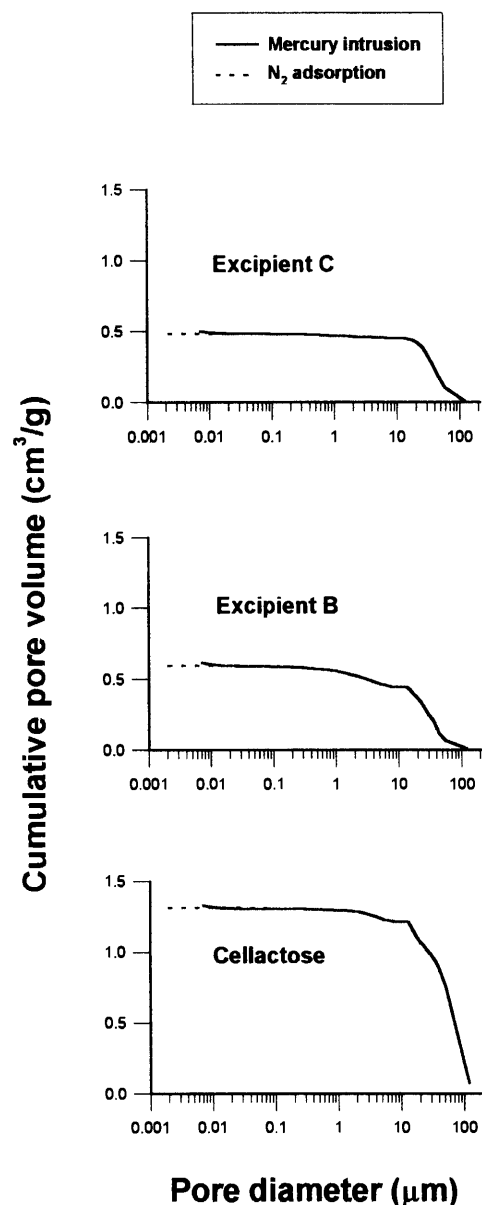 Mercury intrusion
N₂ adsorption
Cumulative pore volume (cm³/g)
1.5
1.0
0.5
0.0
Excipient C
0.001 0.01 0.1 1 10 100
1.5
1.0
0.5
0.0
Excipient B
0.001 0.01 0.1 1 10 100
1.5
1.0
0.5
0.0
Cellactose
0.001 0.01 0.1 1 10 100
Pore diameter (μm)